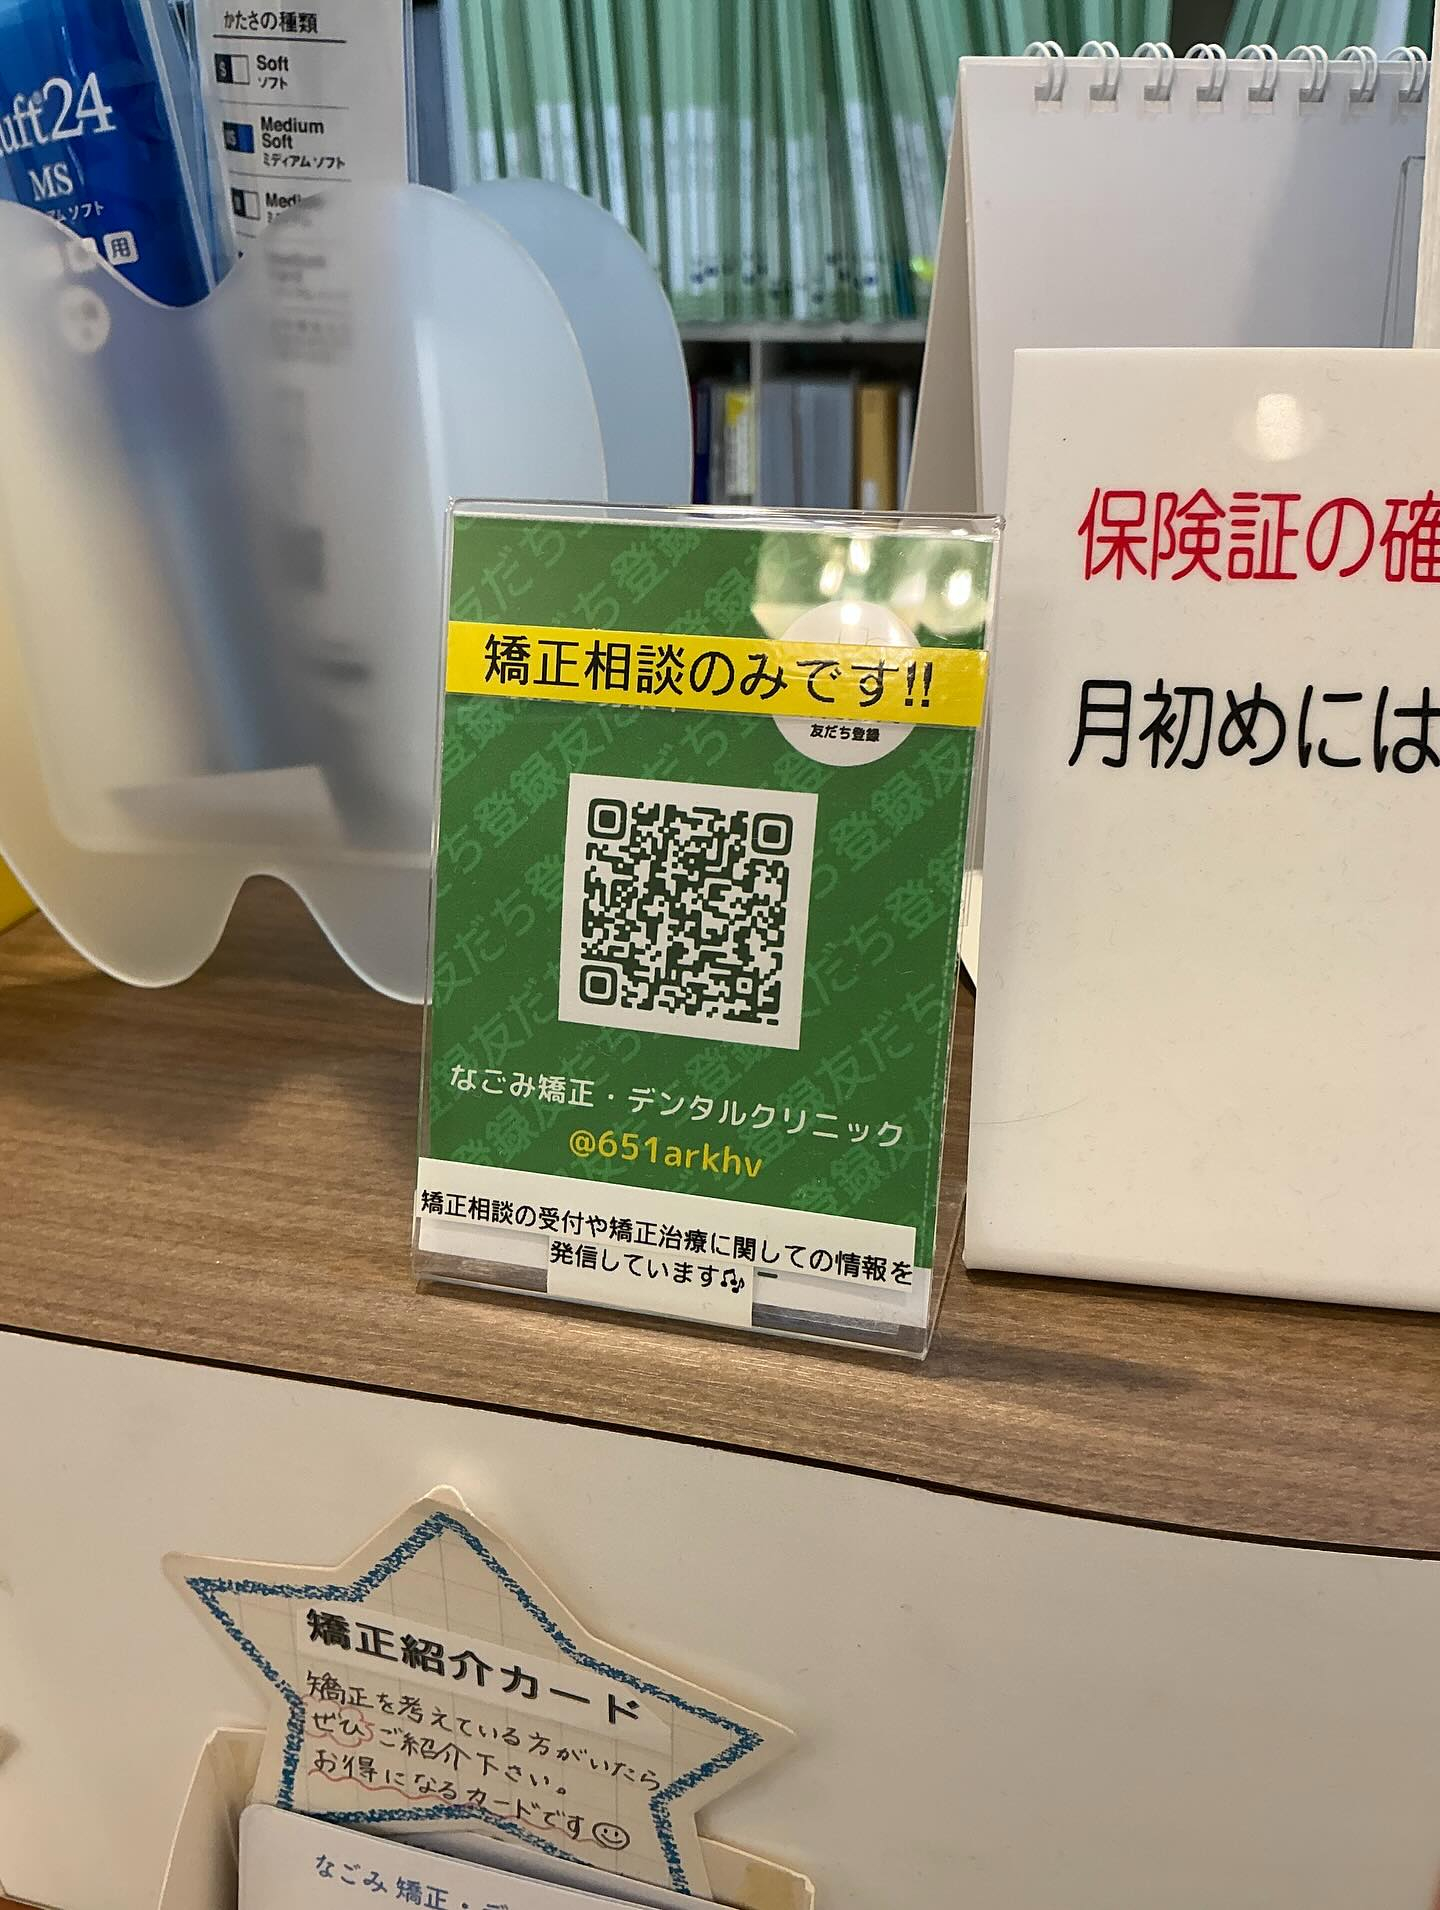 かたさの種類
Soft
ソフト
Medium
Soft
ミディアムソフト
uft24
MS
ムソフト
用
保険証の確
月初めには
矯正相談のみです!!
友だち登録
なごみ矯正・デンタルクリニック
@651arkhv
矯正相談の受付や矯正治療に関しての情報を
発信しています🎶
矯正紹介カード
矯正を考えている方がいたら
ぜひご紹介下さい。
お得になるカードです☺
なごみ矯正・デ